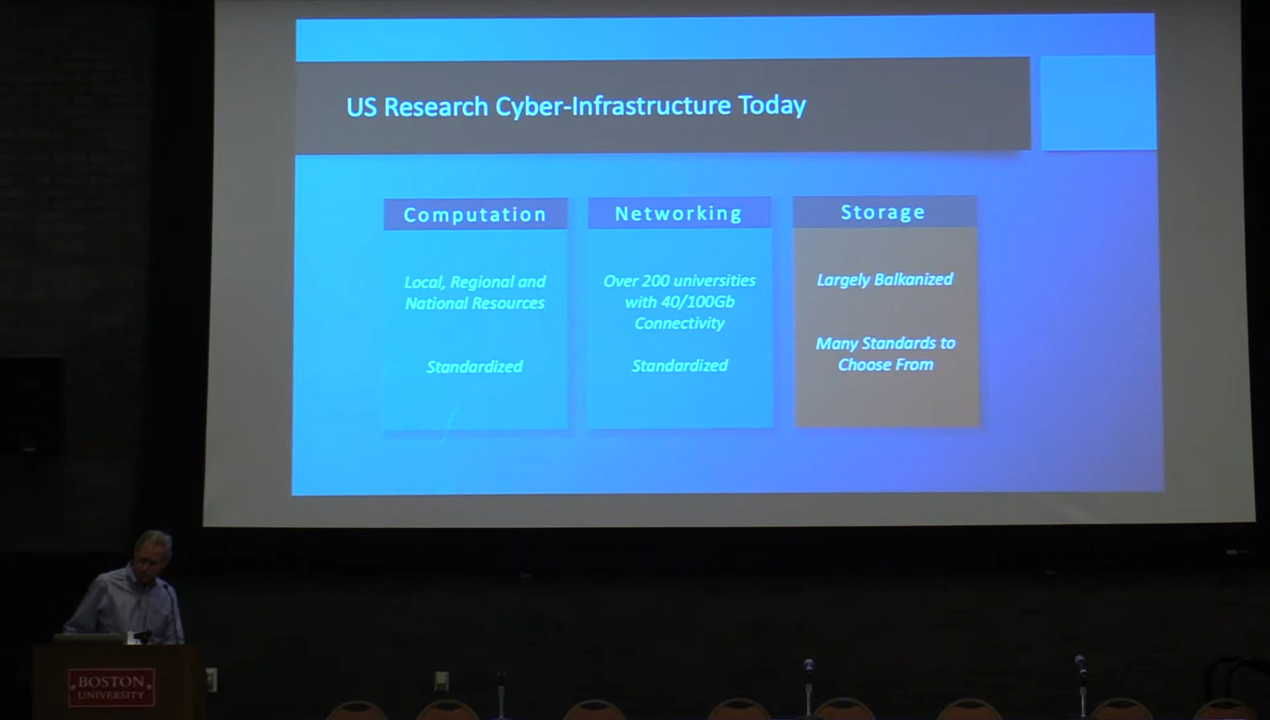 US Research Cyber-Infrastructure Today
Computation
Local, Regional and
National Resources
Standardized
Networking
Over 200 universities
with 40/100Gb
Connectivity
Standardized
Storage
Largely Balkanized
Many Standards to
Choose From
BOSTON
UNIVERSITY